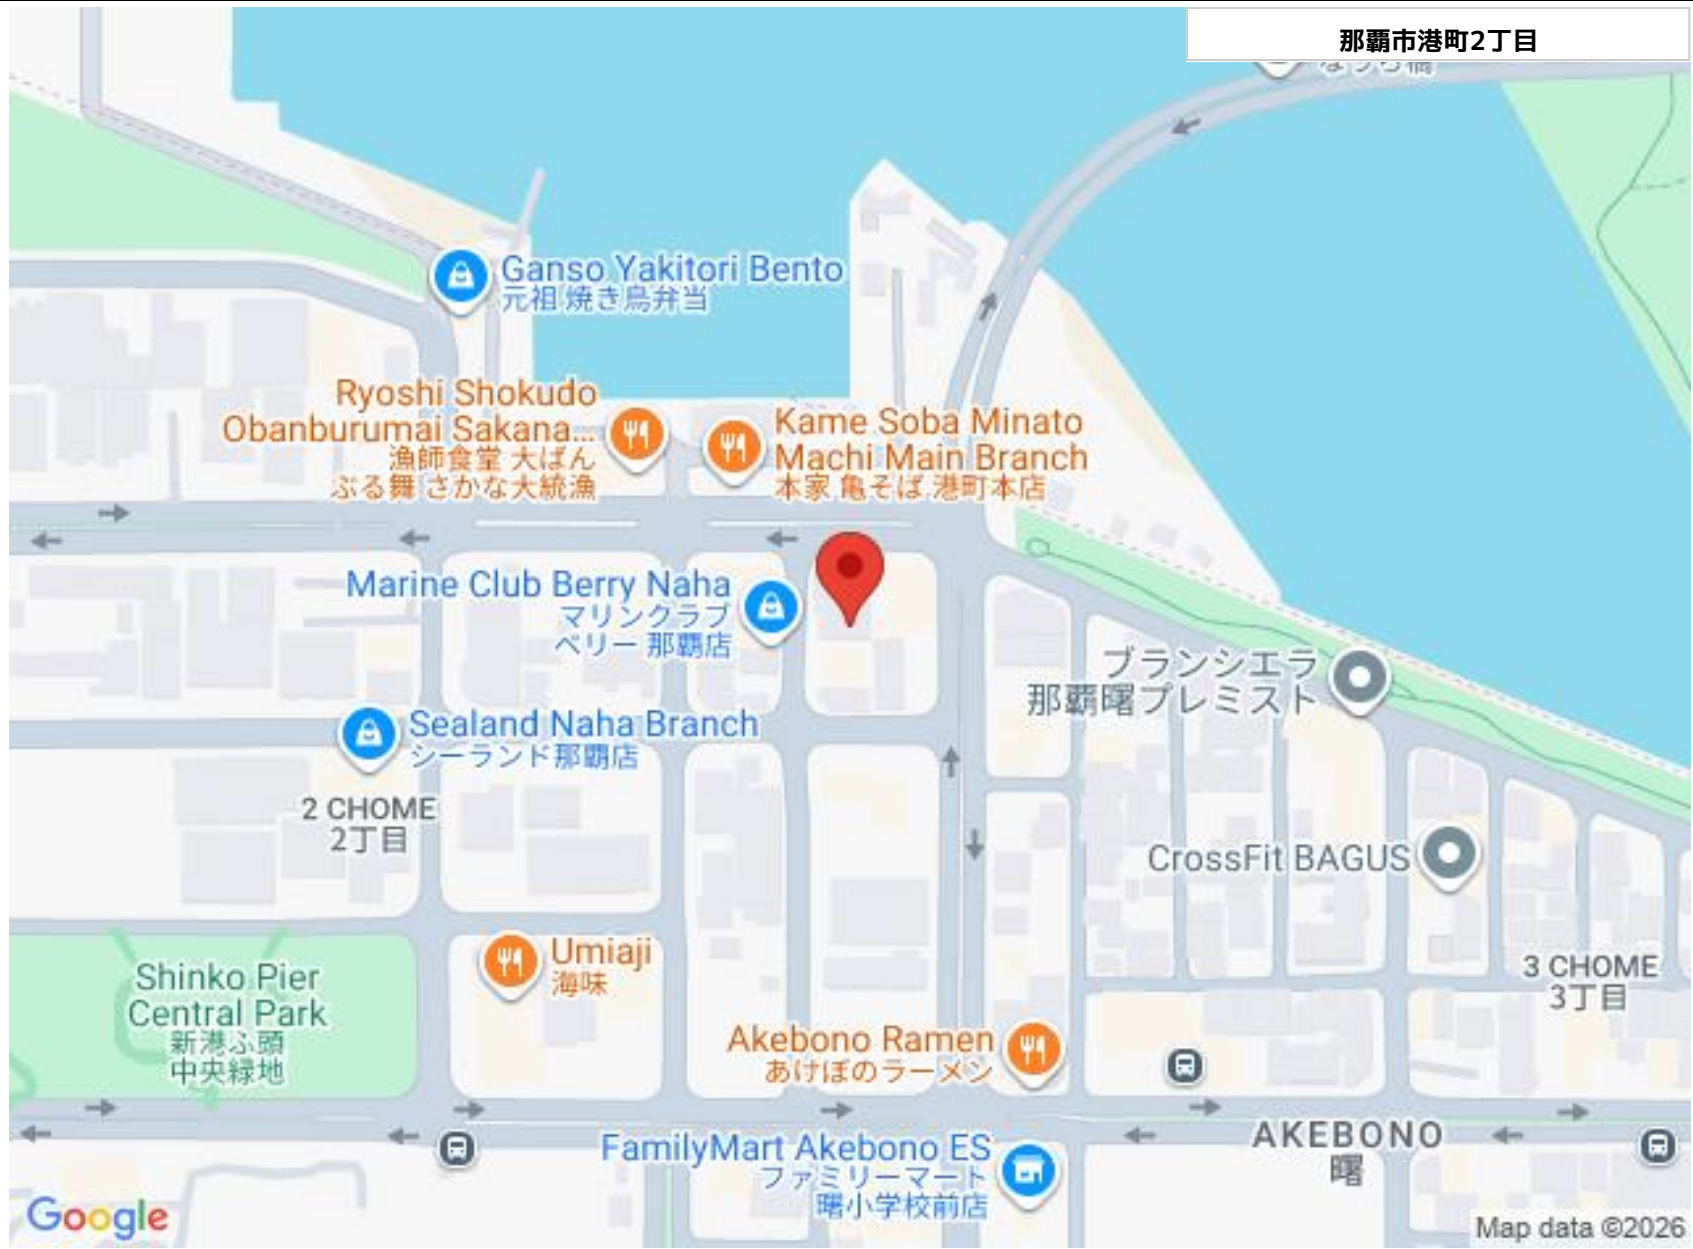 那覇市港町2丁目
Ganso Yakitori Bento
元祖 焼き鳥弁当
Ryoshi Shokudo
Obanburumai Sakana...
漁師食堂 大ばん
ぶる舞 さかな大統漁
Kame Soba Minato
Machi Main Branch
本家 亀そば 港町本店
Marine Club Berry Naha
マリンクラブ
ベリー 那覇店
ブランシエラ
那覇曙プレミスト
Sealand Naha Branch
シーランド那覇店
2 CHOME
2丁目
CrossFit BAGUS
Umiaji
海味
Shinko Pier
Central Park
新港ふ頭
中央緑地
3 CHOME
3丁目
Akebono Ramen
あけぼのラーメン
FamilyMart Akebono ES
ファミリーマート
曙小学校前店
AKEBONO
曙
Google
Map data ©2026